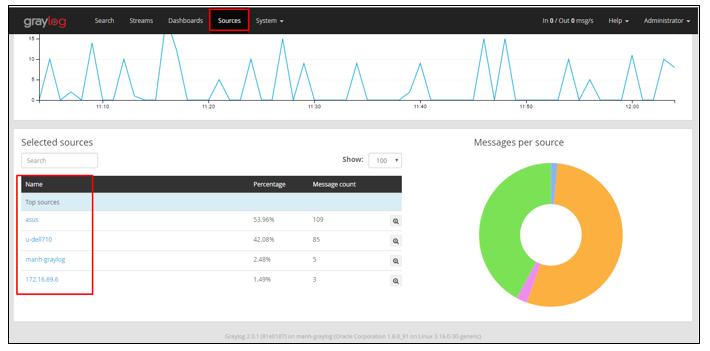 graylog Search Streams Dashboards Sources System In 0 / Out 0 msg/s Help Administrator
15
10
5
0
11:10 11:20 11:30 11:40 11:50 12:00
Selected sources
Messages per source
Search
Show: 100
Name Percentage Message count
Top sources
asus 53.96% 109
u-dell710 42.08% 85
manh-graylog 2.48% 5
172.16.69.6 1.49% 3
Graylog 2.0.1 (81e0187) on manh-graylog (Oracle Corporation 1.8.0_91 on Linux 3.16.0-30-generic)